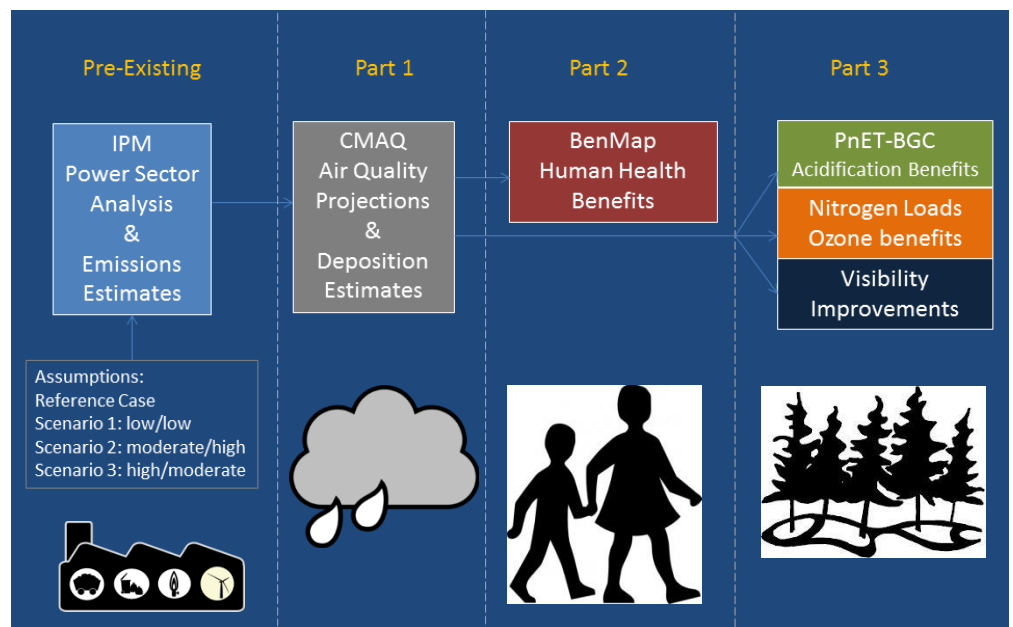 Pre-Existing
Part 1
Part 2
Part 3
IPM
Power Sector
Analysis
&
Emissions
Estimates
CMAQ
Air Quality
Projections
&
Deposition
Estimates
BenMap
Human Health
Benefits
PnET-BGC
Acidification Benefits
Nitrogen Loads
Ozone benefits
Visibility
Improvements
Assumptions:
Reference Case
Scenario 1: low/low
Scenario 2: moderate/high
Scenario 3: high/moderate